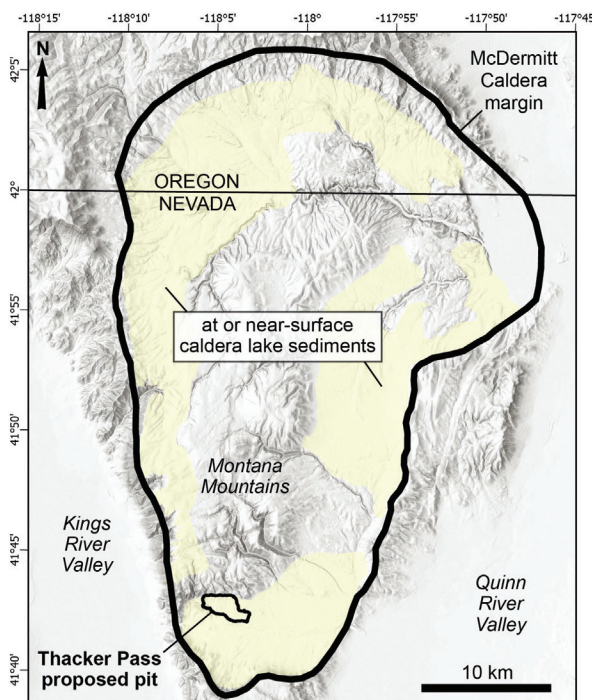 -118°15' -118°10' -118°5' -118° -117°55' -117°50' -117°45'
N
42°5'
McDermitt
Caldera
margin
42°
OREGON
NEVADA
41°55'
at or near-surface
caldera lake sediments
41°50'
Montana
Mountains
Kings
River
Valley
41°45'
Quinn
River
Valley
Thacker Pass
proposed pit
41°40'
10 km